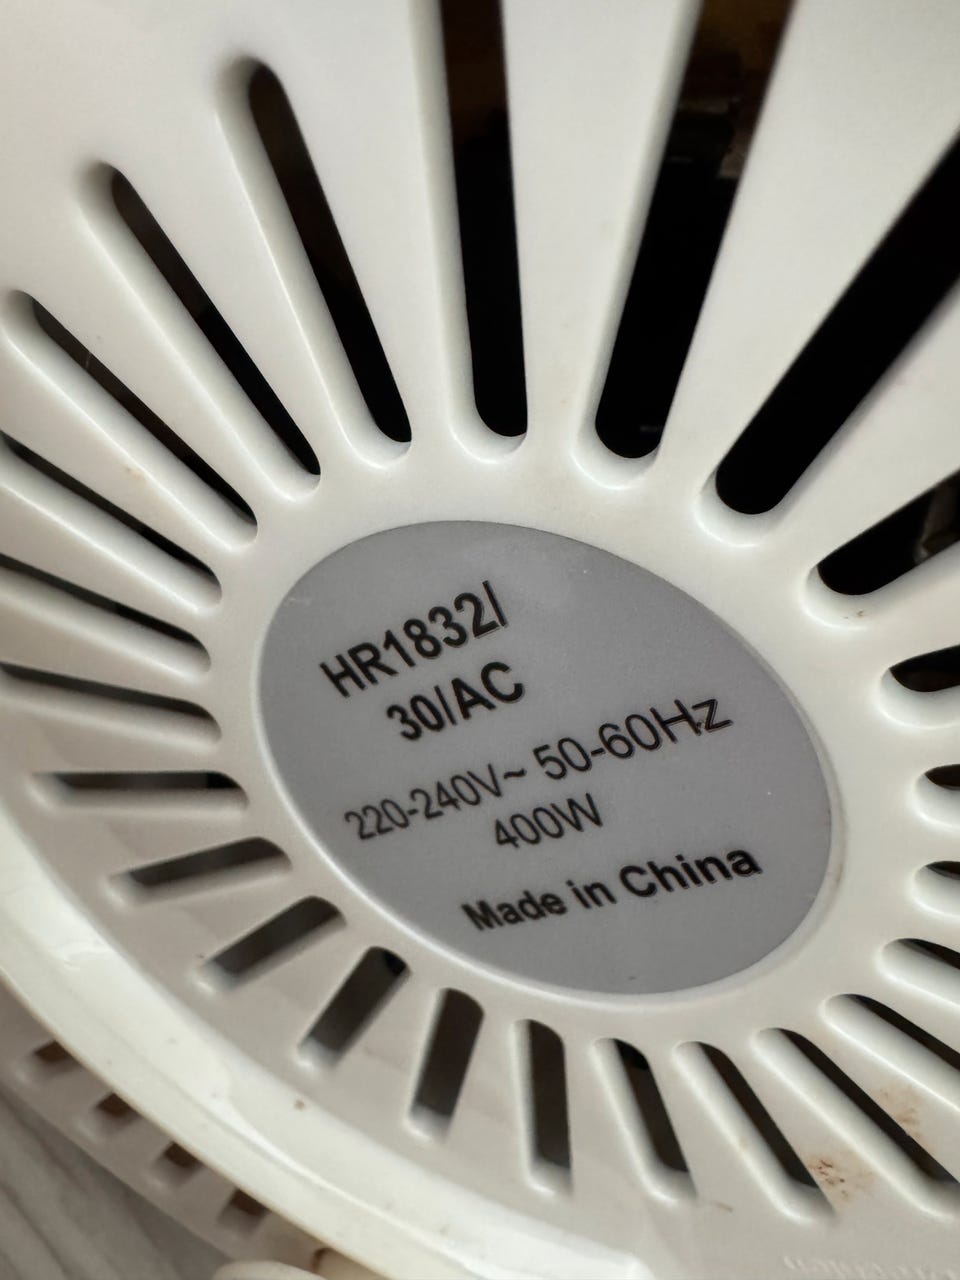 HR1832/
30/AC
220-240V~ 50-60Hz
400W
Made in China